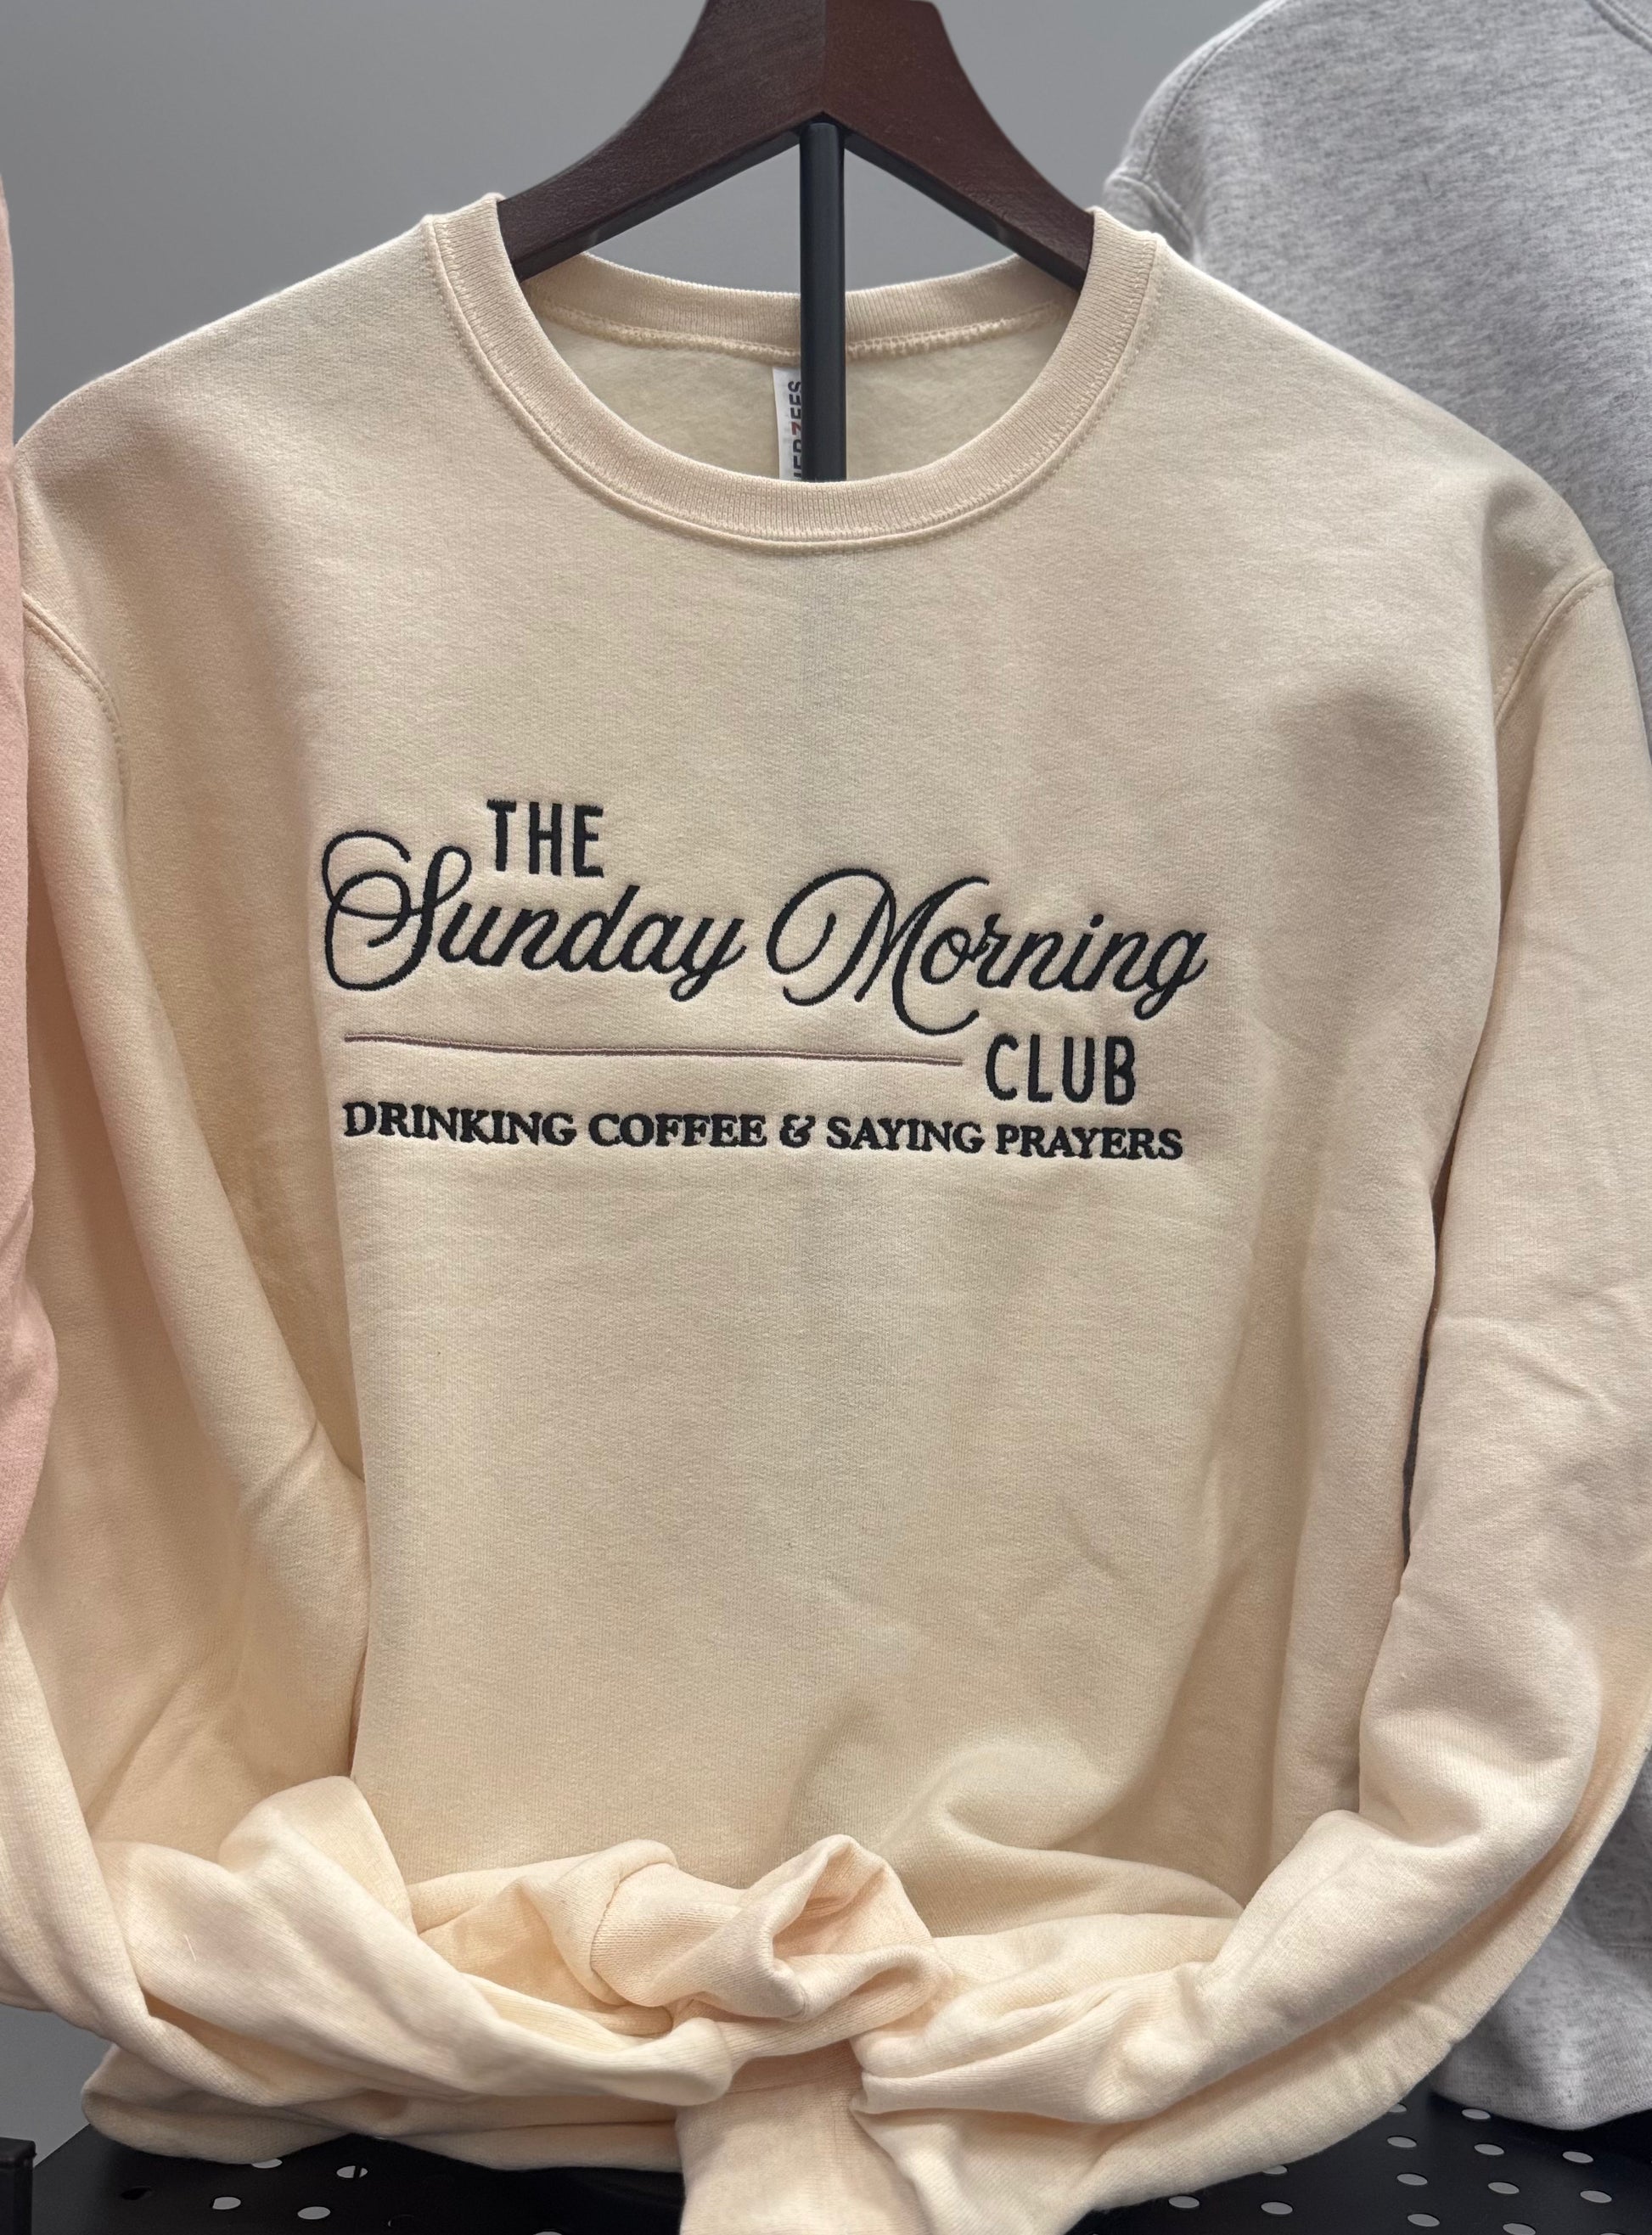 THE
Sunday Morning
CLUB
DRINKING COFFEE & SAYING PRAYERS